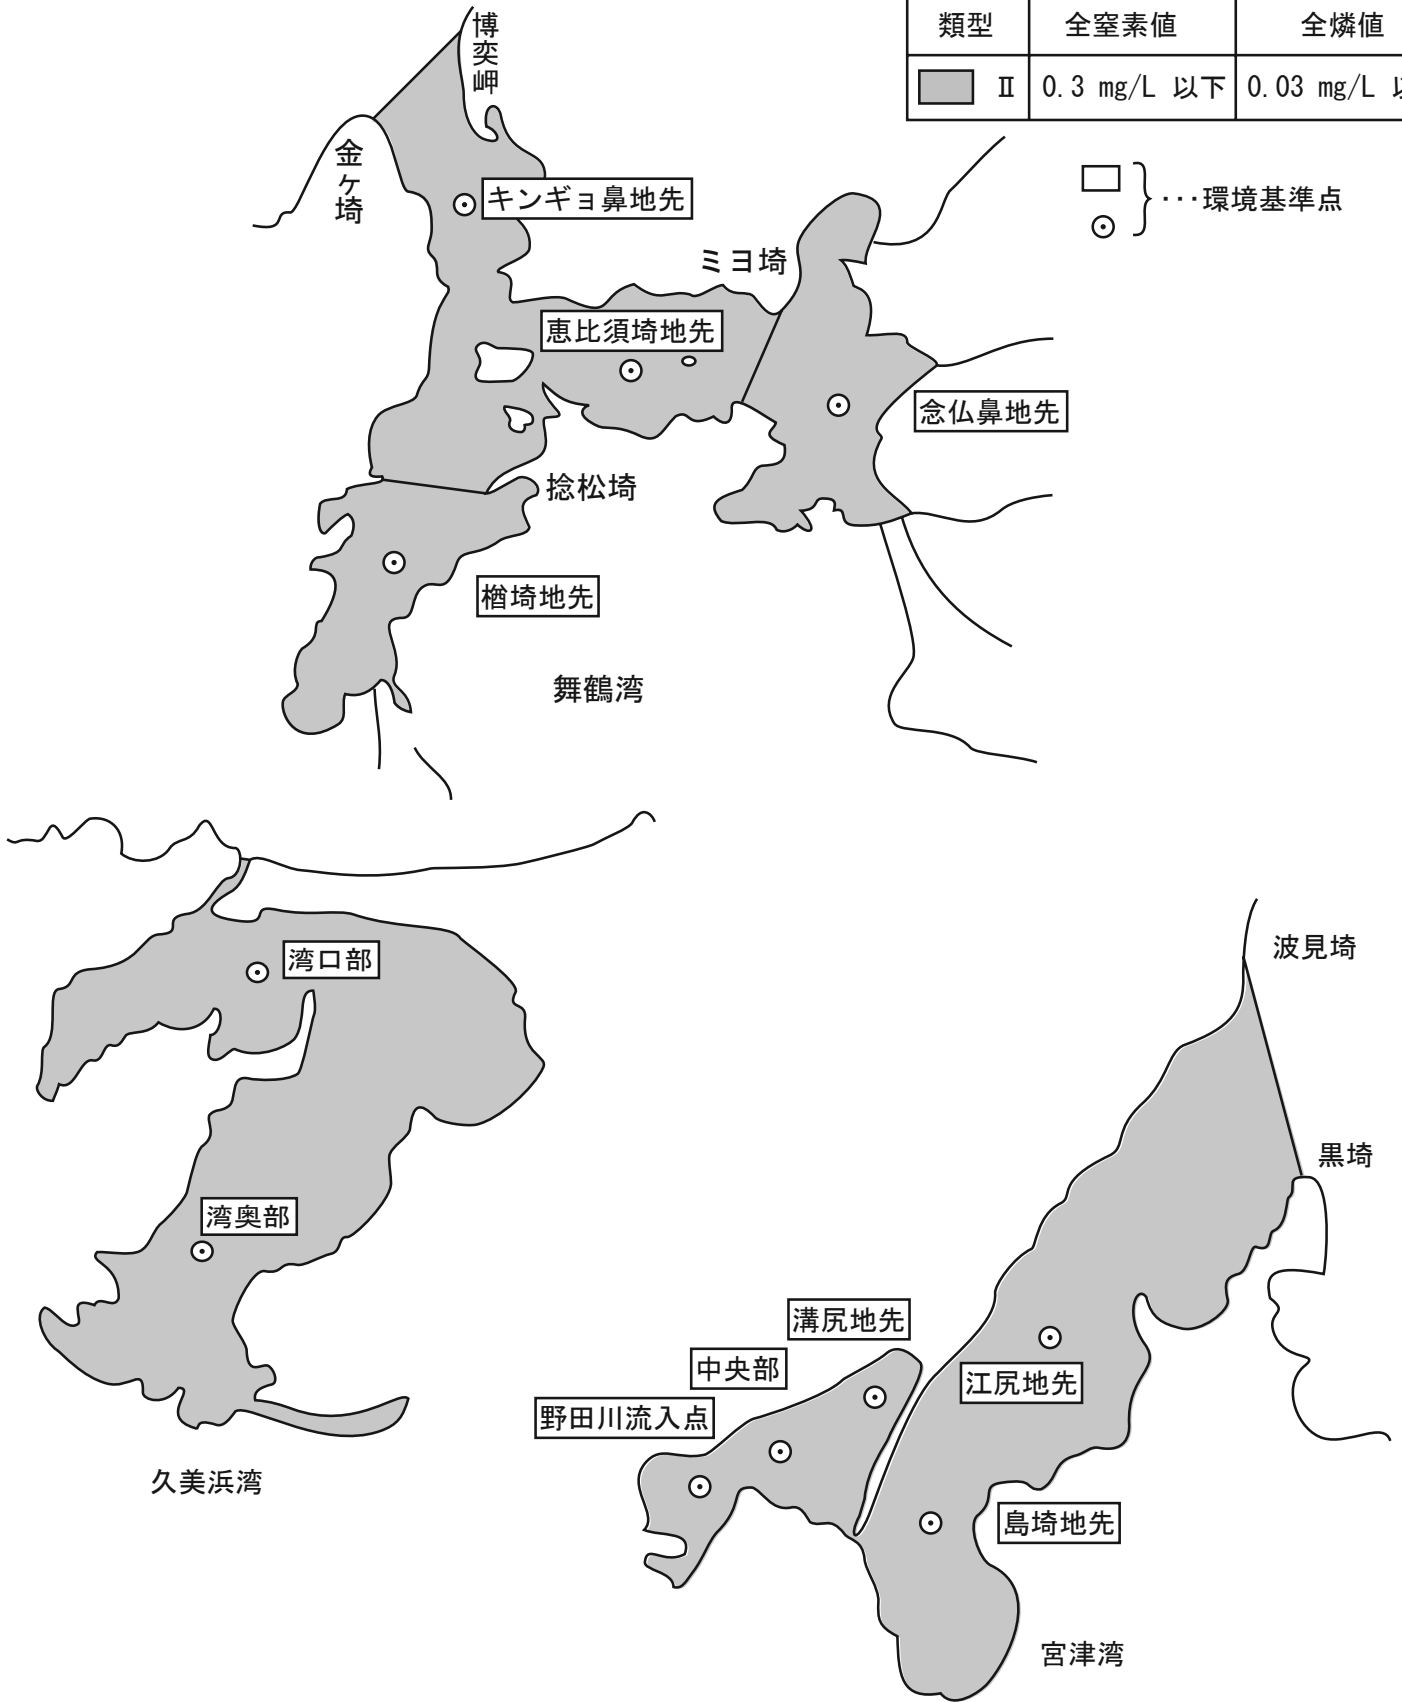 類型 全窒素値 全燐値
Ⅱ 0.3 mg/L 以下 0.03 mg/L
···環境基準点
博奕岬
金ケ埼
キンギョ鼻地先
ミヨ埼
恵比須埼地先
念仏鼻地先
捻松埼
楢埼地先
舞鶴湾
湾口部
湾奥部
久美浜湾
波見埼
黒埼
溝尻地先
中央部
江尻地先
野田川流入点
島埼地先
宮津湾